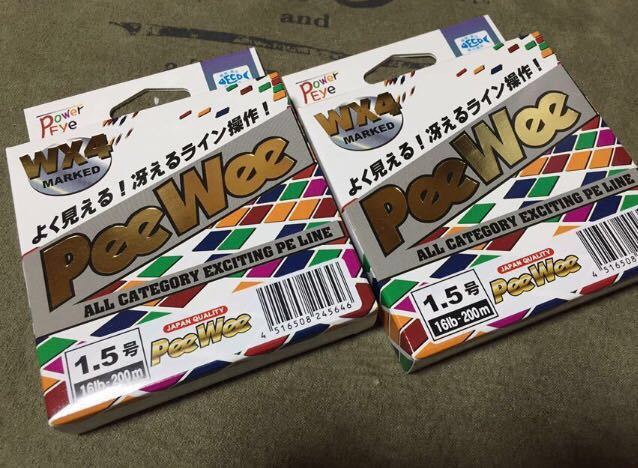 and
Power
Eye
WX4
MARKED
よく見える！冴えるライン操作！
PeeWee
ALL CATEGORY EXCITING PE LINE
1.5号
16lb-200m
JAPAN QUALITY
PeeWee
4 516508 245646
Power
Eye
WX4
MARKED
よく見える！冴えるライン操作！
PeeWee
ALL CATEGORY EXCITING PE LINE
1.5号
16lb-200m
JAPAN QUALITY
PeeWee